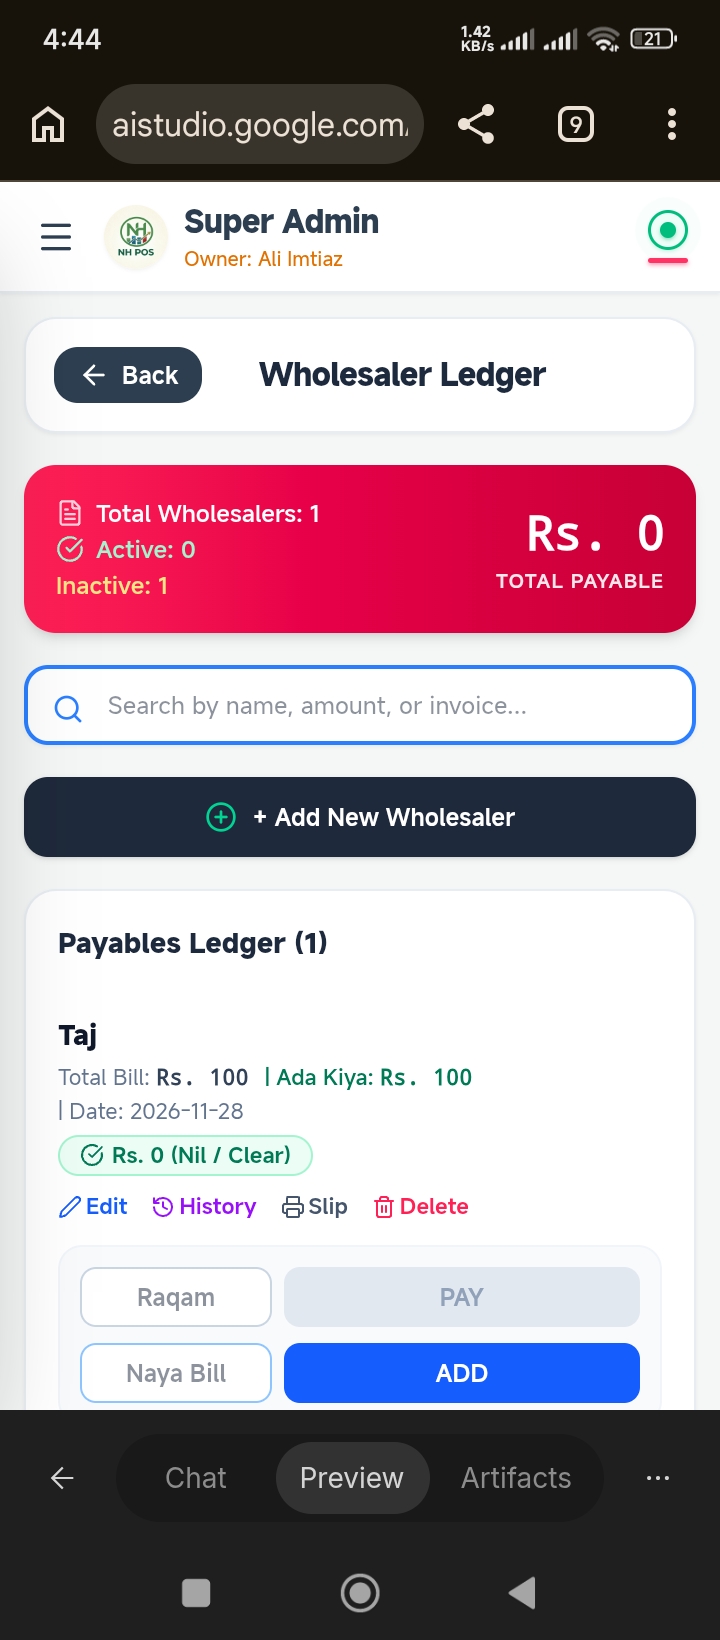 4:44
1.42
KB/s
21
aistudio.google.com/
9
NH
NH POS
Super Admin
Owner: Ali Imtiaz
Back
Wholesaler Ledger
Total Wholesalers: 1
Active: 0
Inactive: 1
Rs. 0
TOTAL PAYABLE
Search by name, amount, or invoice...
+ Add New Wholesaler
Payables Ledger (1)
Taj
Total Bill: Rs. 100 | Ada Kiya: Rs. 100
| Date: 2026-11-28
Rs. 0 (Nil / Clear)
Edit History Slip Delete
Raqam PAY
Naya Bill ADD
Chat Preview Artifacts